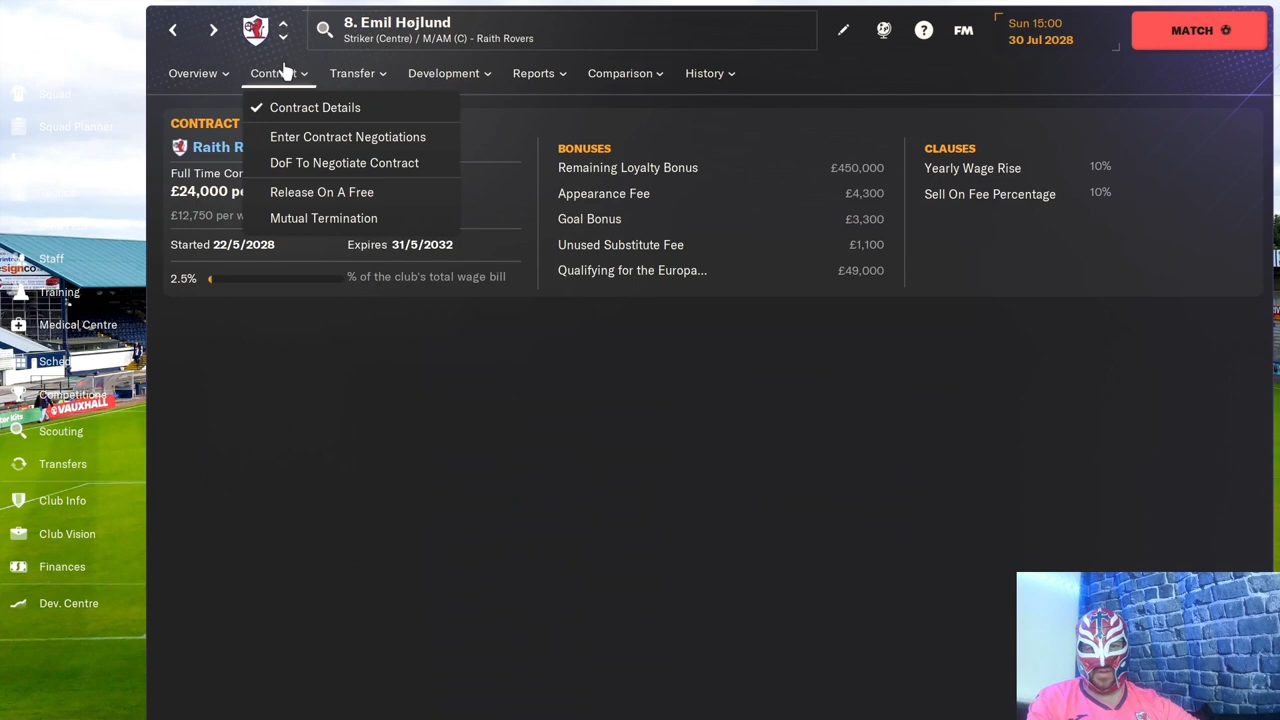 8. Emil Højlund
Striker (Centre) / M/AM (C) - Raith Rovers
FM
Sun 15:00
30 Jul 2028
MATCH
Overview
Transfer
Development
Reports
Comparison
History
Squad
Squad Planner
Staff
Training
Medical Centre
Competitions
Scouting
Transfers
Club Info
Club Vision
Finances
Dev. Centre
VAUXHALL
Contract Details
Enter Contract Negotiations
DoF To Negotiate Contract
Release On A Free
Mutual Termination
CONTRACT
Raith R
Full Time Con
£24,000 pe
£12,750 per w
Started 22/5/2028
Expires 31/5/2032
2.5%
% of the club's total wage bill
BONUSES
Remaining Loyalty Bonus £450,000
Appearance Fee £4,300
Goal Bonus £3,300
Unused Substitute Fee £1,100
Qualifying for the Europa... £49,000
CLAUSES
Yearly Wage Rise 10%
Sell On Fee Percentage 10%